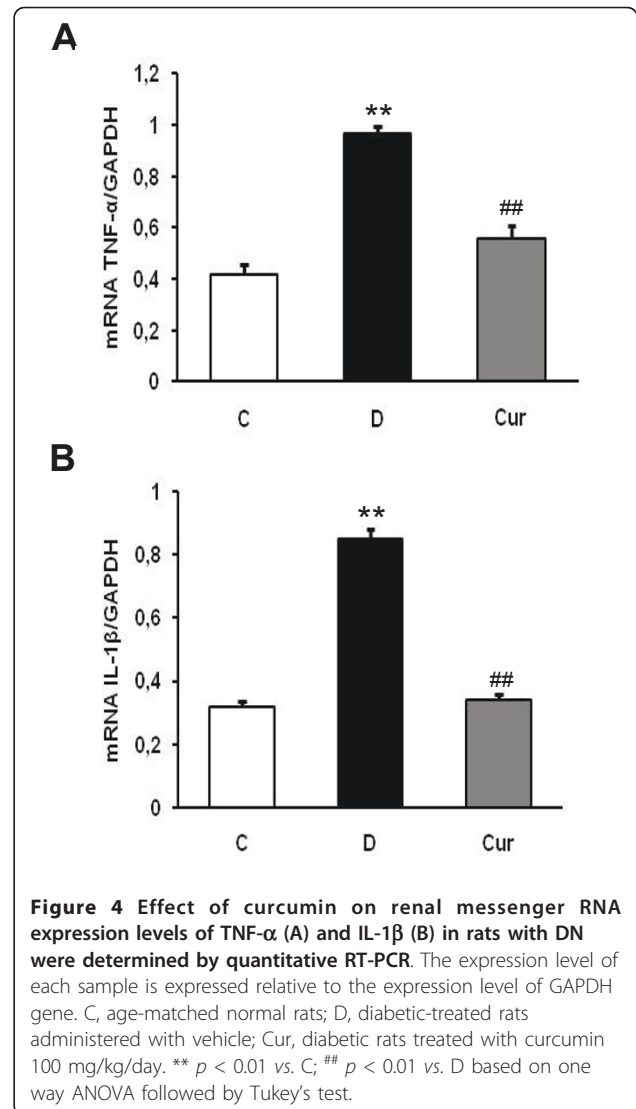 A
mRNA TNF-α/GAPDH
1,2
1
0,8
0,6
0,4
0,2
0
**
##
C D Cur
B
mRNA IL-1β/GAPDH
1
0,8
0,6
0,4
0,2
0
**
##
C D Cur
Figure 4 Effect of curcumin on renal messenger RNA
expression levels of TNF-α (A) and IL-1β (B) in rats with DN
were determined by quantitative RT-PCR. The expression level of
each sample is expressed relative to the expression level of GAPDH
gene. C, age-matched normal rats; D, diabetic-treated rats
administered with vehicle; Cur, diabetic rats treated with curcumin
100 mg/kg/day. ** p < 0.01 vs. C; ## p < 0.01 vs. D based on one
way ANOVA followed by Tukey's test.